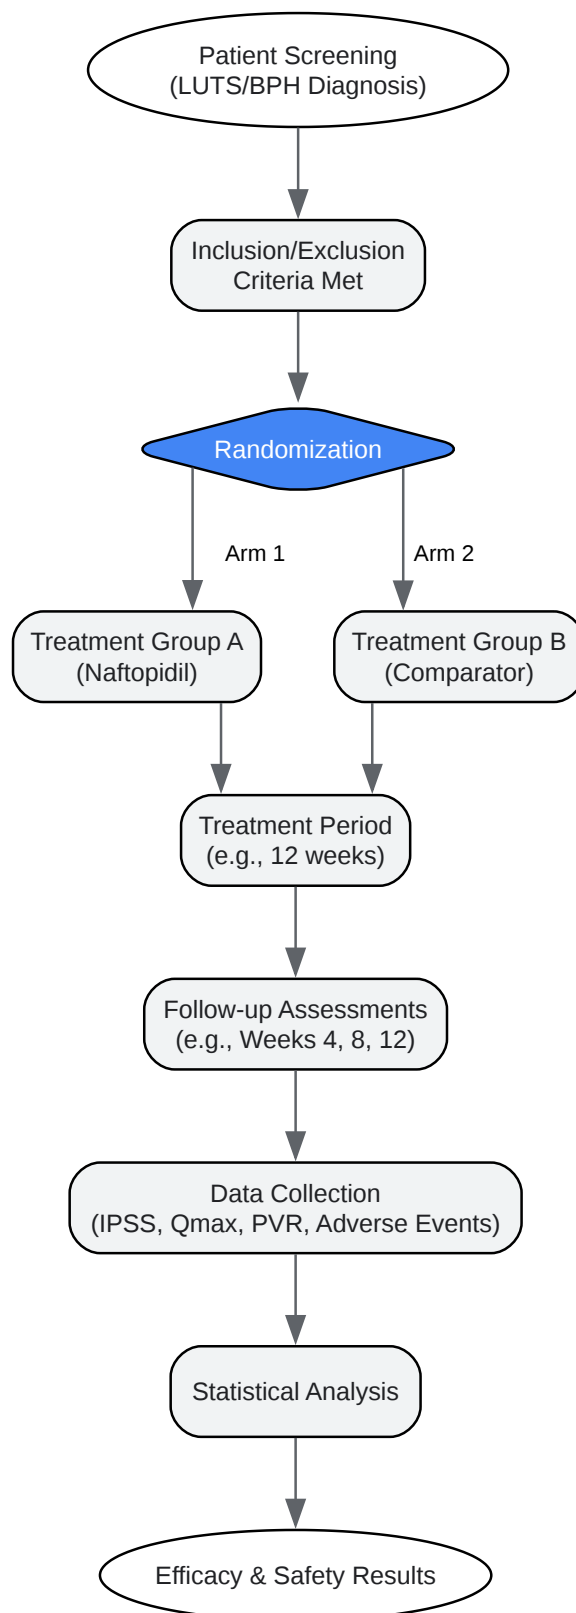 Patient Screening
(LUTS/BPH Diagnosis)
Inclusion/Exclusion
Criteria Met
Randomization
Arm 1
Arm 2
Treatment Group A
(Naftopidil)
Treatment Group B
(Comparator)
Treatment Period
(e.g., 12 weeks)
Follow-up Assessments
(e.g., Weeks 4, 8, 12)
Data Collection
(IPSS, Qmax, PVR, Adverse Events)
Statistical Analysis
Efficacy & Safety Results